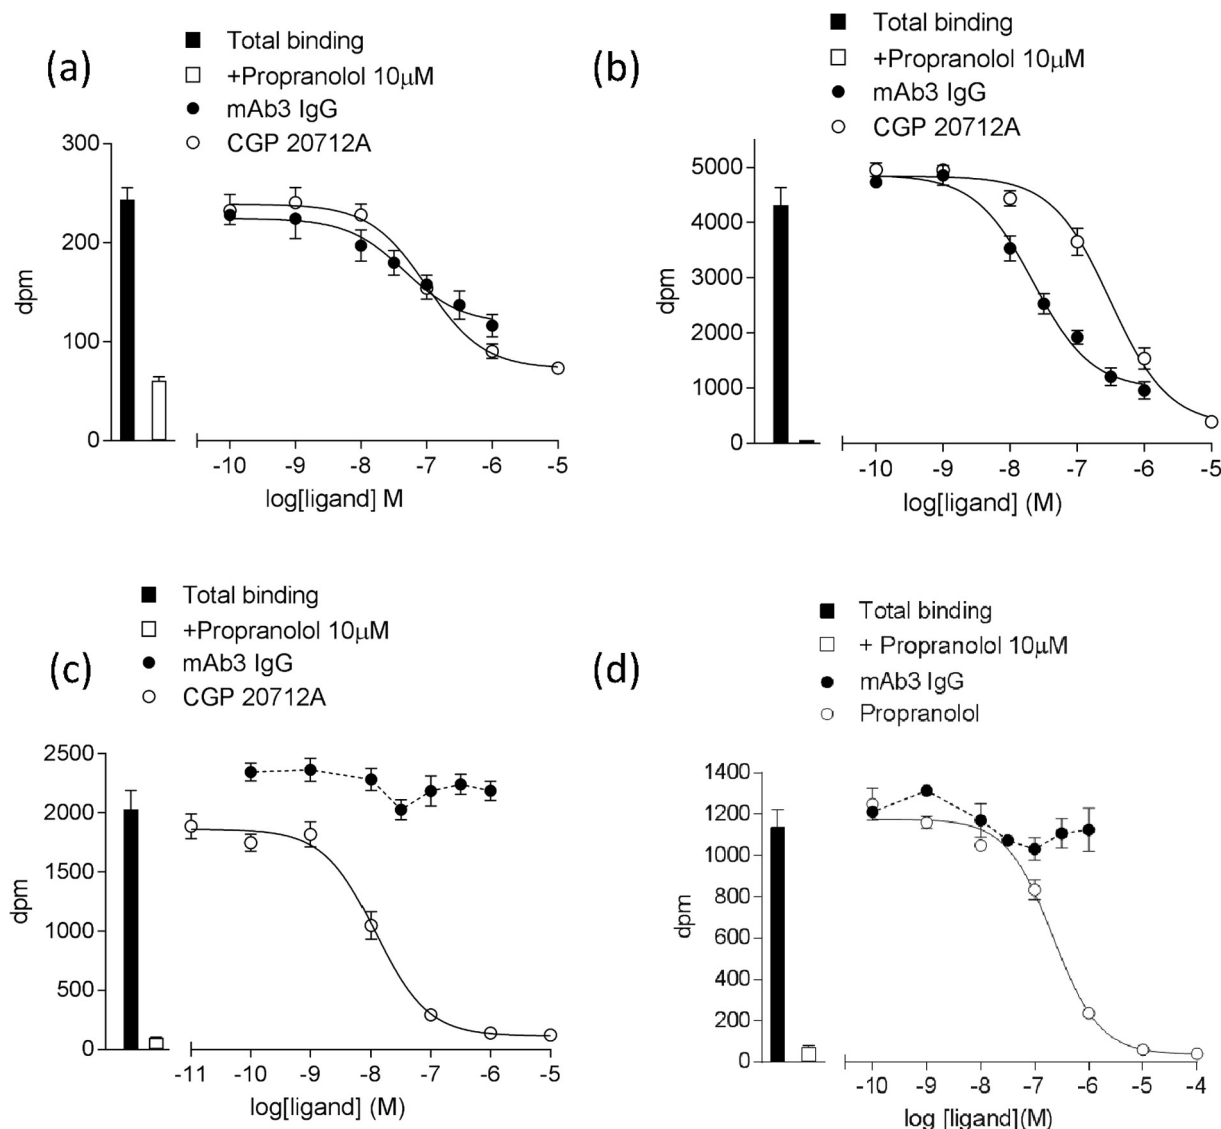 (a)
Total binding
+Propranolol 10μM
mAb3 IgG
CGP 20712A
300
200
100
0
dpm
-10 -9 -8 -7 -6 -5
log[ligand] M
(b)
Total binding
+Propranolol 10μM
mAb3 IgG
CGP 20712A
5000
4000
3000
2000
1000
0
dpm
-10 -9 -8 -7 -6 -5
log[ligand] (M)
(c)
Total binding
+Propranolol 10μM
mAb3 IgG
CGP 20712A
2500
2000
1500
1000
500
0
dpm
-11 -10 -9 -8 -7 -6 -5
log[ligand] (M)
(d)
Total binding
+ Propranolol 10μM
mAb3 IgG
Propranolol
1400
1200
1000
800
600
400
200
0
dpm
-10 -9 -8 -7 -6 -5 -4
log [ligand](M)